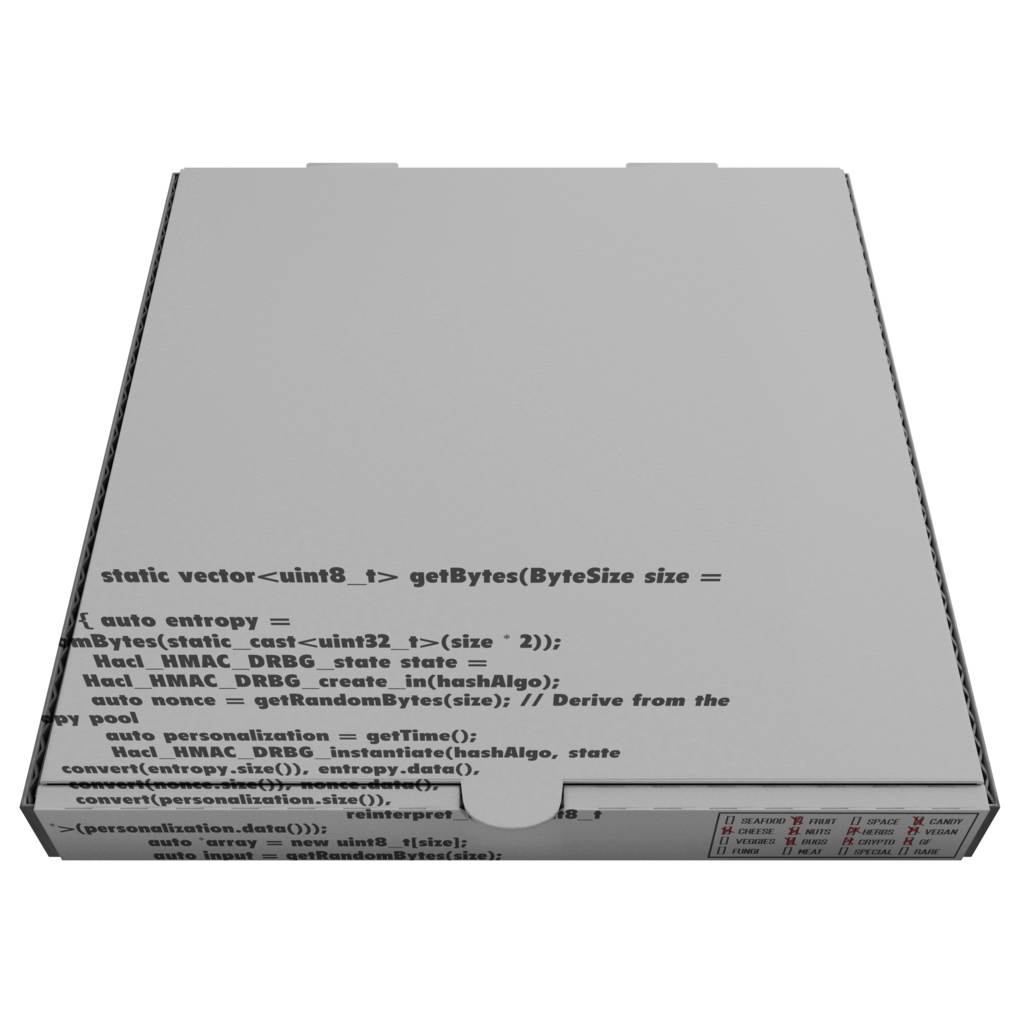 static vector<uint8_t> getBytes(ByteSize size =
{ auto entropy =
omBytes(static_cast<uint32_t>(size * 2));
Hacl_HMAC_DRBG_state state =
Hacl_HMAC_DRBG_create_in(hashAlgo);
auto nonce = getRandomBytes(size); // Derive from the
opy pool
auto personalization = getTime();
Hacl_HMAC_DRBG_instantiate(hashAlgo, state
convert(entropy.size()), entropy.data(),
convert(nonce.size()), nonce.data(),
convert(personalization.size()),
reinterpret_ t8_t
*>(personalization.data()));
auto *array = new uint8_t[size];
auto input = getRandomBytes(size);
SEAFOOD FRUIT SPACE CANDY
CHEESE NUTS HERBS VEGAN
VEGGIES BUGS CRYPTO GF
FUNGI MEAT SPECIAL RARE